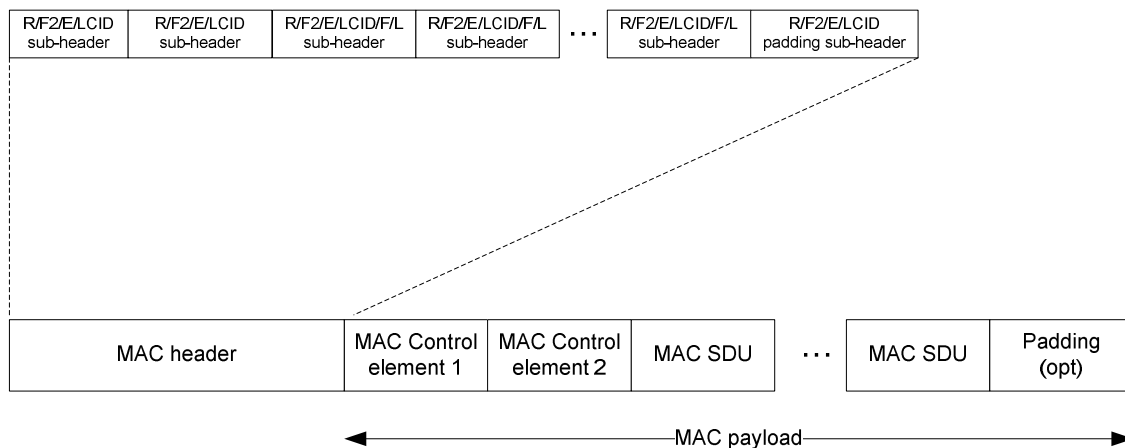 R/F2/E/LCID
sub-header
R/F2/E/LCID
sub-header
R/F2/E/LCID/F/L
sub-header
R/F2/E/LCID/F/L
sub-header
...
R/F2/E/LCID/F/L
sub-header
R/F2/E/LCID
padding sub-header
MAC header
MAC Control
element 1
MAC Control
element 2
MAC SDU
...
MAC SDU
Padding
(opt)
MAC payload